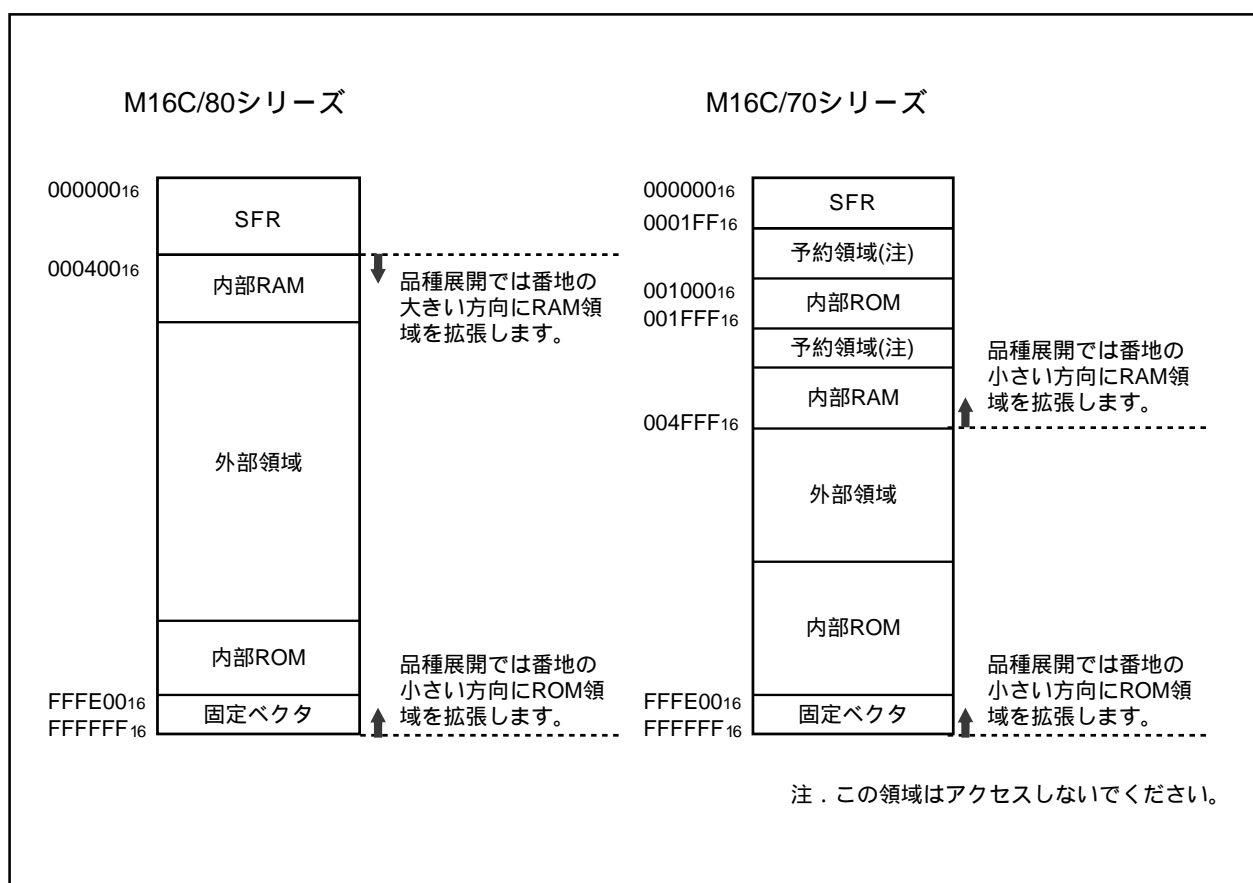 M16C/80シリーズ
00000016
SFR
00040016
内部RAM
品種展開では番地の
大きい方向にRAM領
域を拡張します。
外部領域
内部ROM
品種展開では番地の
小さい方向にROM領
域を拡張します。
FFFE0016
固定ベクタ
FFFFFF16
M16C/70シリーズ
00000016
SFR
0001FF16
予約領域(注)
00100016
内部ROM
001FFF16
予約領域(注)
品種展開では番地の
小さい方向にRAM領
域を拡張します。
内部RAM
004FFF16
外部領域
内部ROM
品種展開では番地の
小さい方向にROM領
域を拡張します。
FFFE0016
固定ベクタ
FFFFFF16
注．この領域はアクセスしないでください。